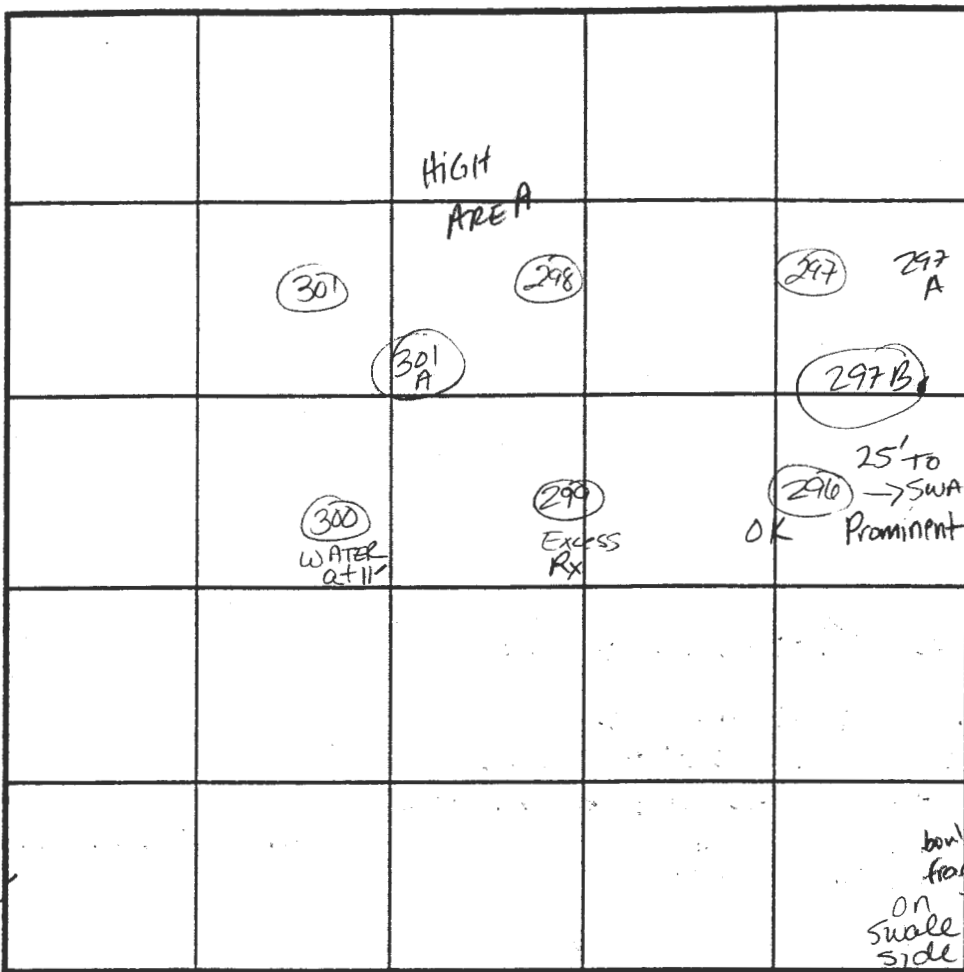 HiGH
AREA
301
298
297
297
A
301
A
297B
25' TO
300
299
296 → SWA
OK
Prominent
WATER
at 11'
Excess
Rx
on
swale
side